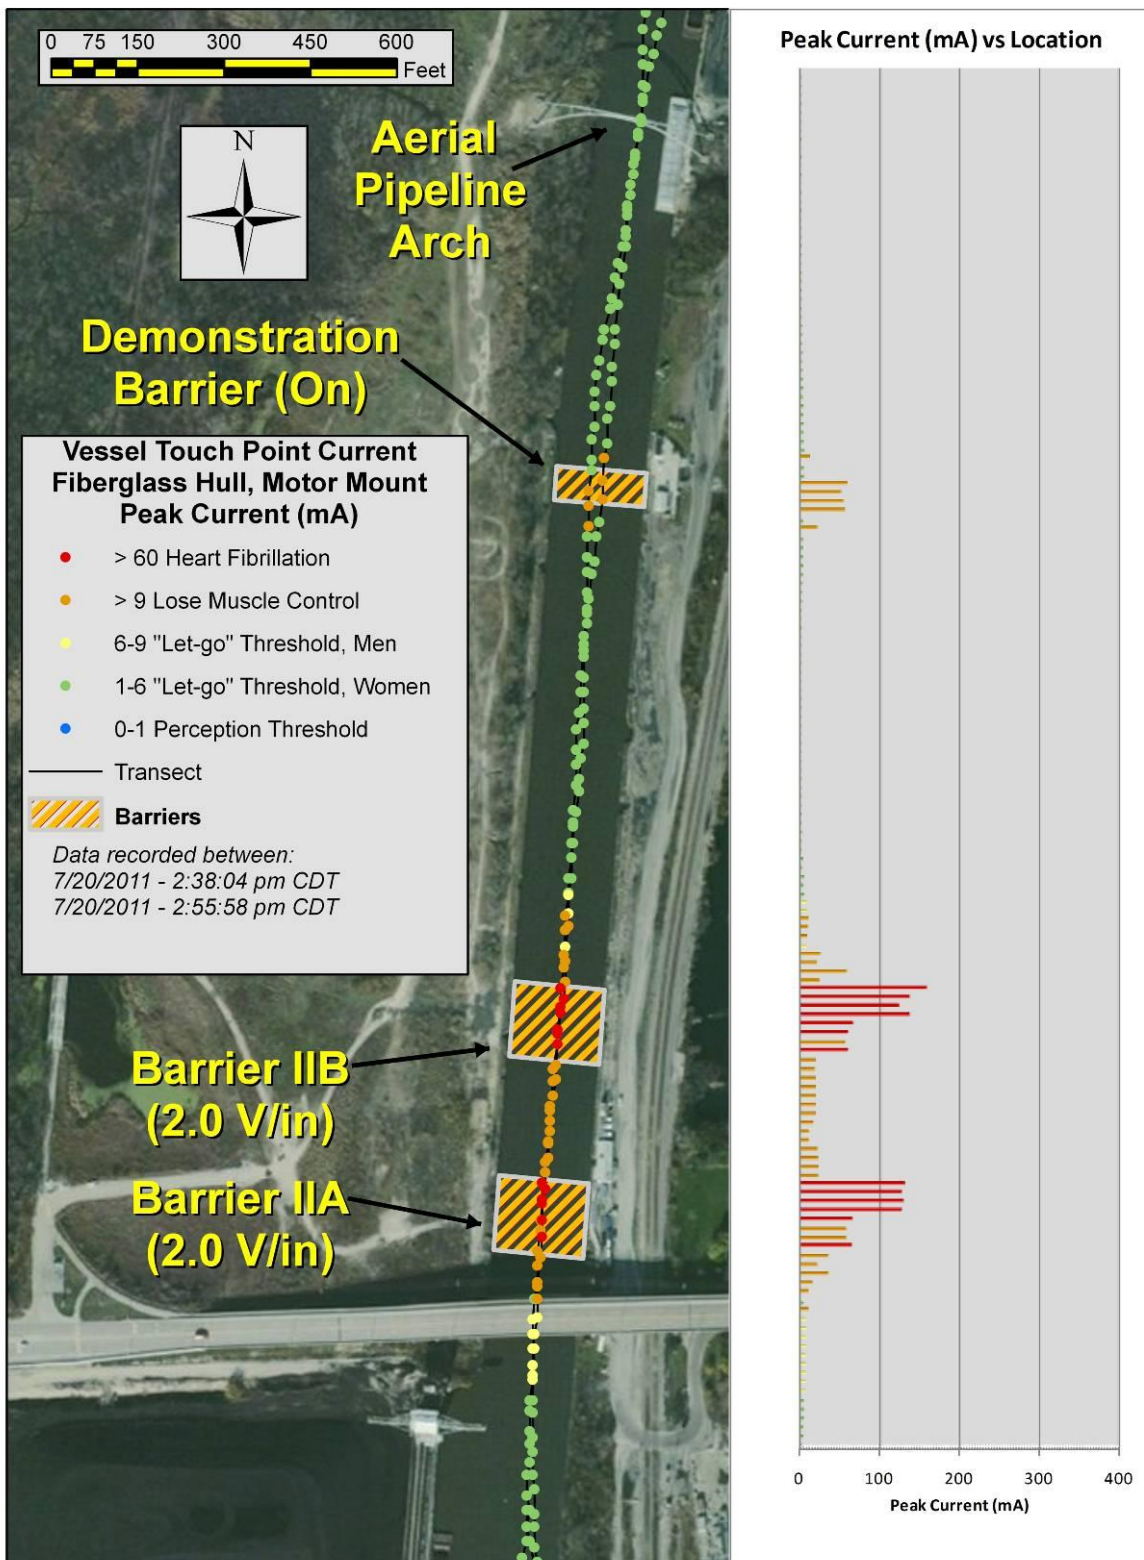 0 75 150 300 450 600
Feet
N
Aerial
Pipeline
Arch
Demonstration
Barrier (On)
Vessel Touch Point Current
Fiberglass Hull, Motor Mount
Peak Current (mA)
> 60 Heart Fibrillation
> 9 Lose Muscle Control
6-9 "Let-go" Threshold, Men
1-6 "Let-go" Threshold, Women
0-1 Perception Threshold
Transect
Barriers
Data recorded between:
7/20/2011 - 2:38:04 pm CDT
7/20/2011 - 2:55:58 pm CDT
Barrier IIB
(2.0 V/in)
Barrier IIA
(2.0 V/in)
Peak Current (mA) vs Location
0 100 200 300 400
Peak Current (mA)